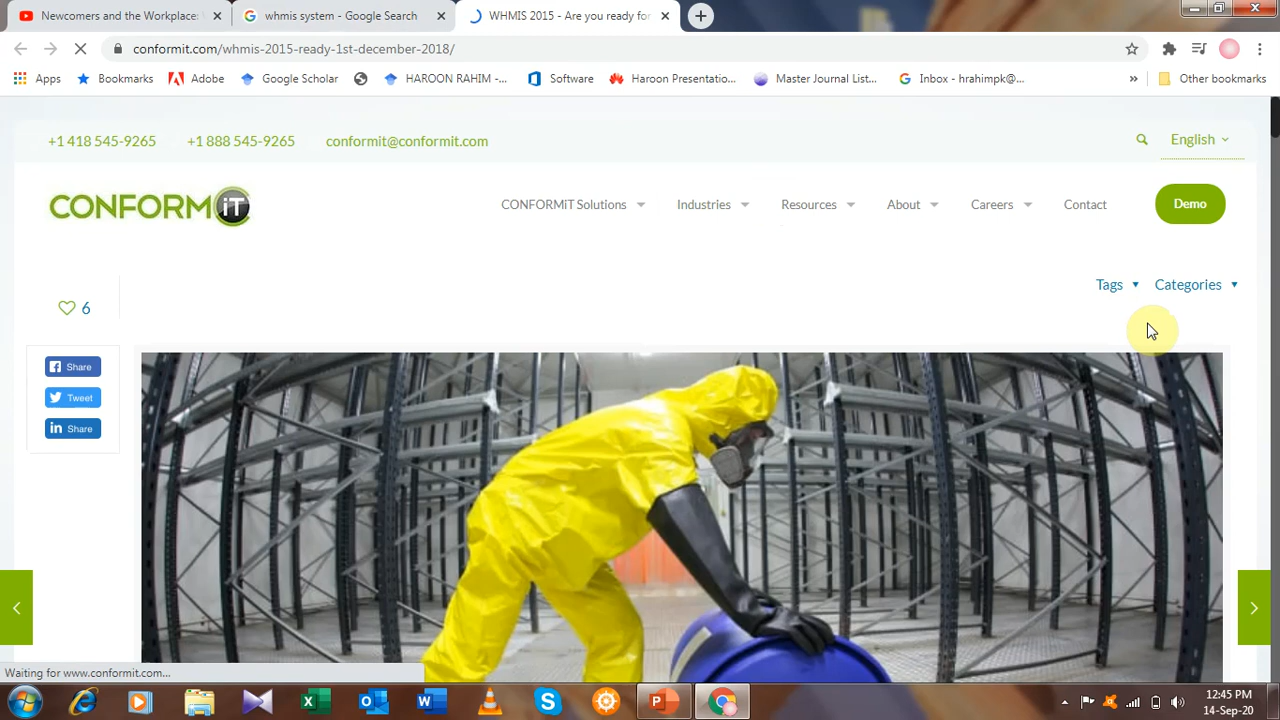 Newcomers and the Workplace:
whmis system - Google Search
WHMIS 2015 - Are you ready for
conformit.com/whmis-2015-ready-1st-december-2018/
Apps
Bookmarks
Adobe
Google Scholar
HAROON RAHIM -...
Software
Haroon Presentatio...
Master Journal List...
Inbox - hrahimpk@...
»
Other bookmarks
+1 418 545-9265
+1 888 545-9265
conformit@conformit.com
English
CONFORMiT
CONFORMiT Solutions
Industries
Resources
About
Careers
Contact
Demo
Tags
Categories
6
Share
Tweet
Share
Waiting for www.conformit.com...
12:45 PM
14-Sep-20